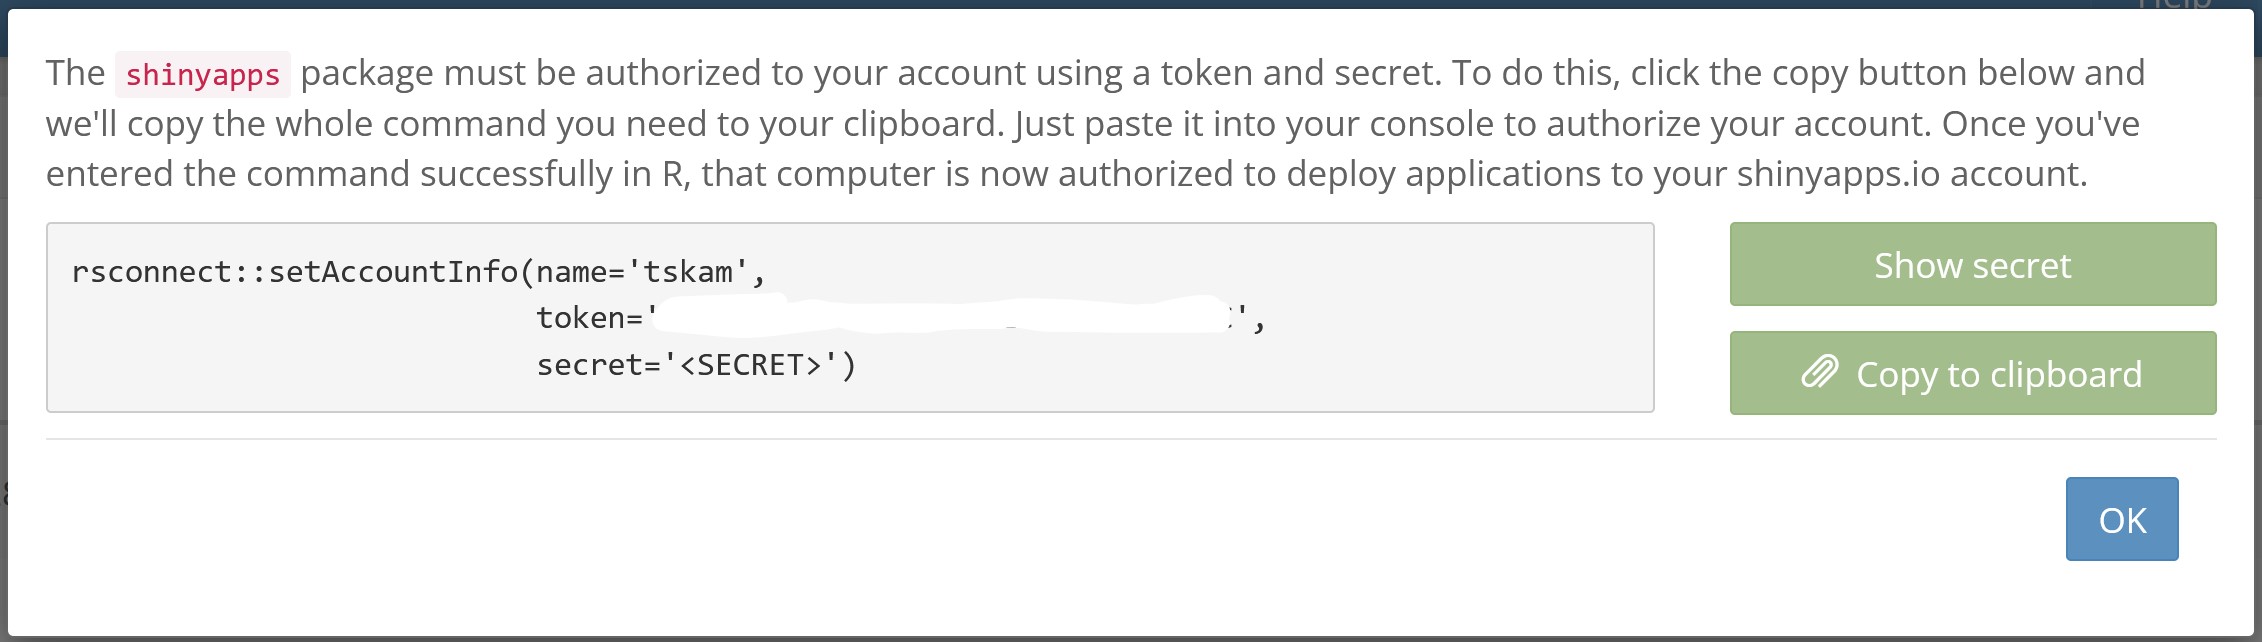 Help
The shinyapps package must be authorized to your account using a token and secret. To do this, click the copy button below and
we'll copy the whole command you need to your clipboard. Just paste it into your console to authorize your account. Once you've
entered the command successfully in R, that computer is now authorized to deploy applications to your shinyapps.io account.
rsconnect::setAccountInfo(name='tskam',
token='
',
secret='<SECRET>')
Show secret
Copy to clipboard
OK